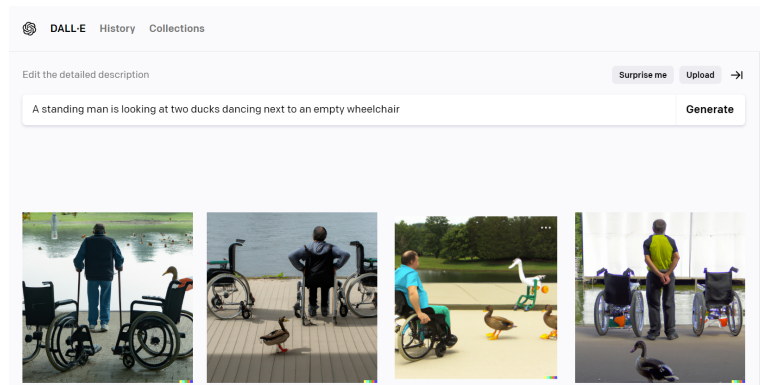 DALL·E History Collections
Edit the detailed description Surprise me Upload
A standing man is looking at two ducks dancing next to an empty wheelchair Generate